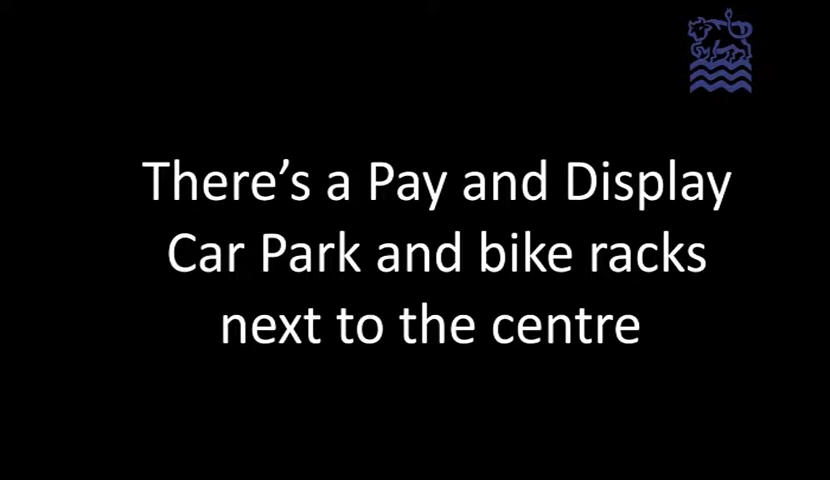 There’s a Pay and Display
Car Park and bike racks
next to the centre